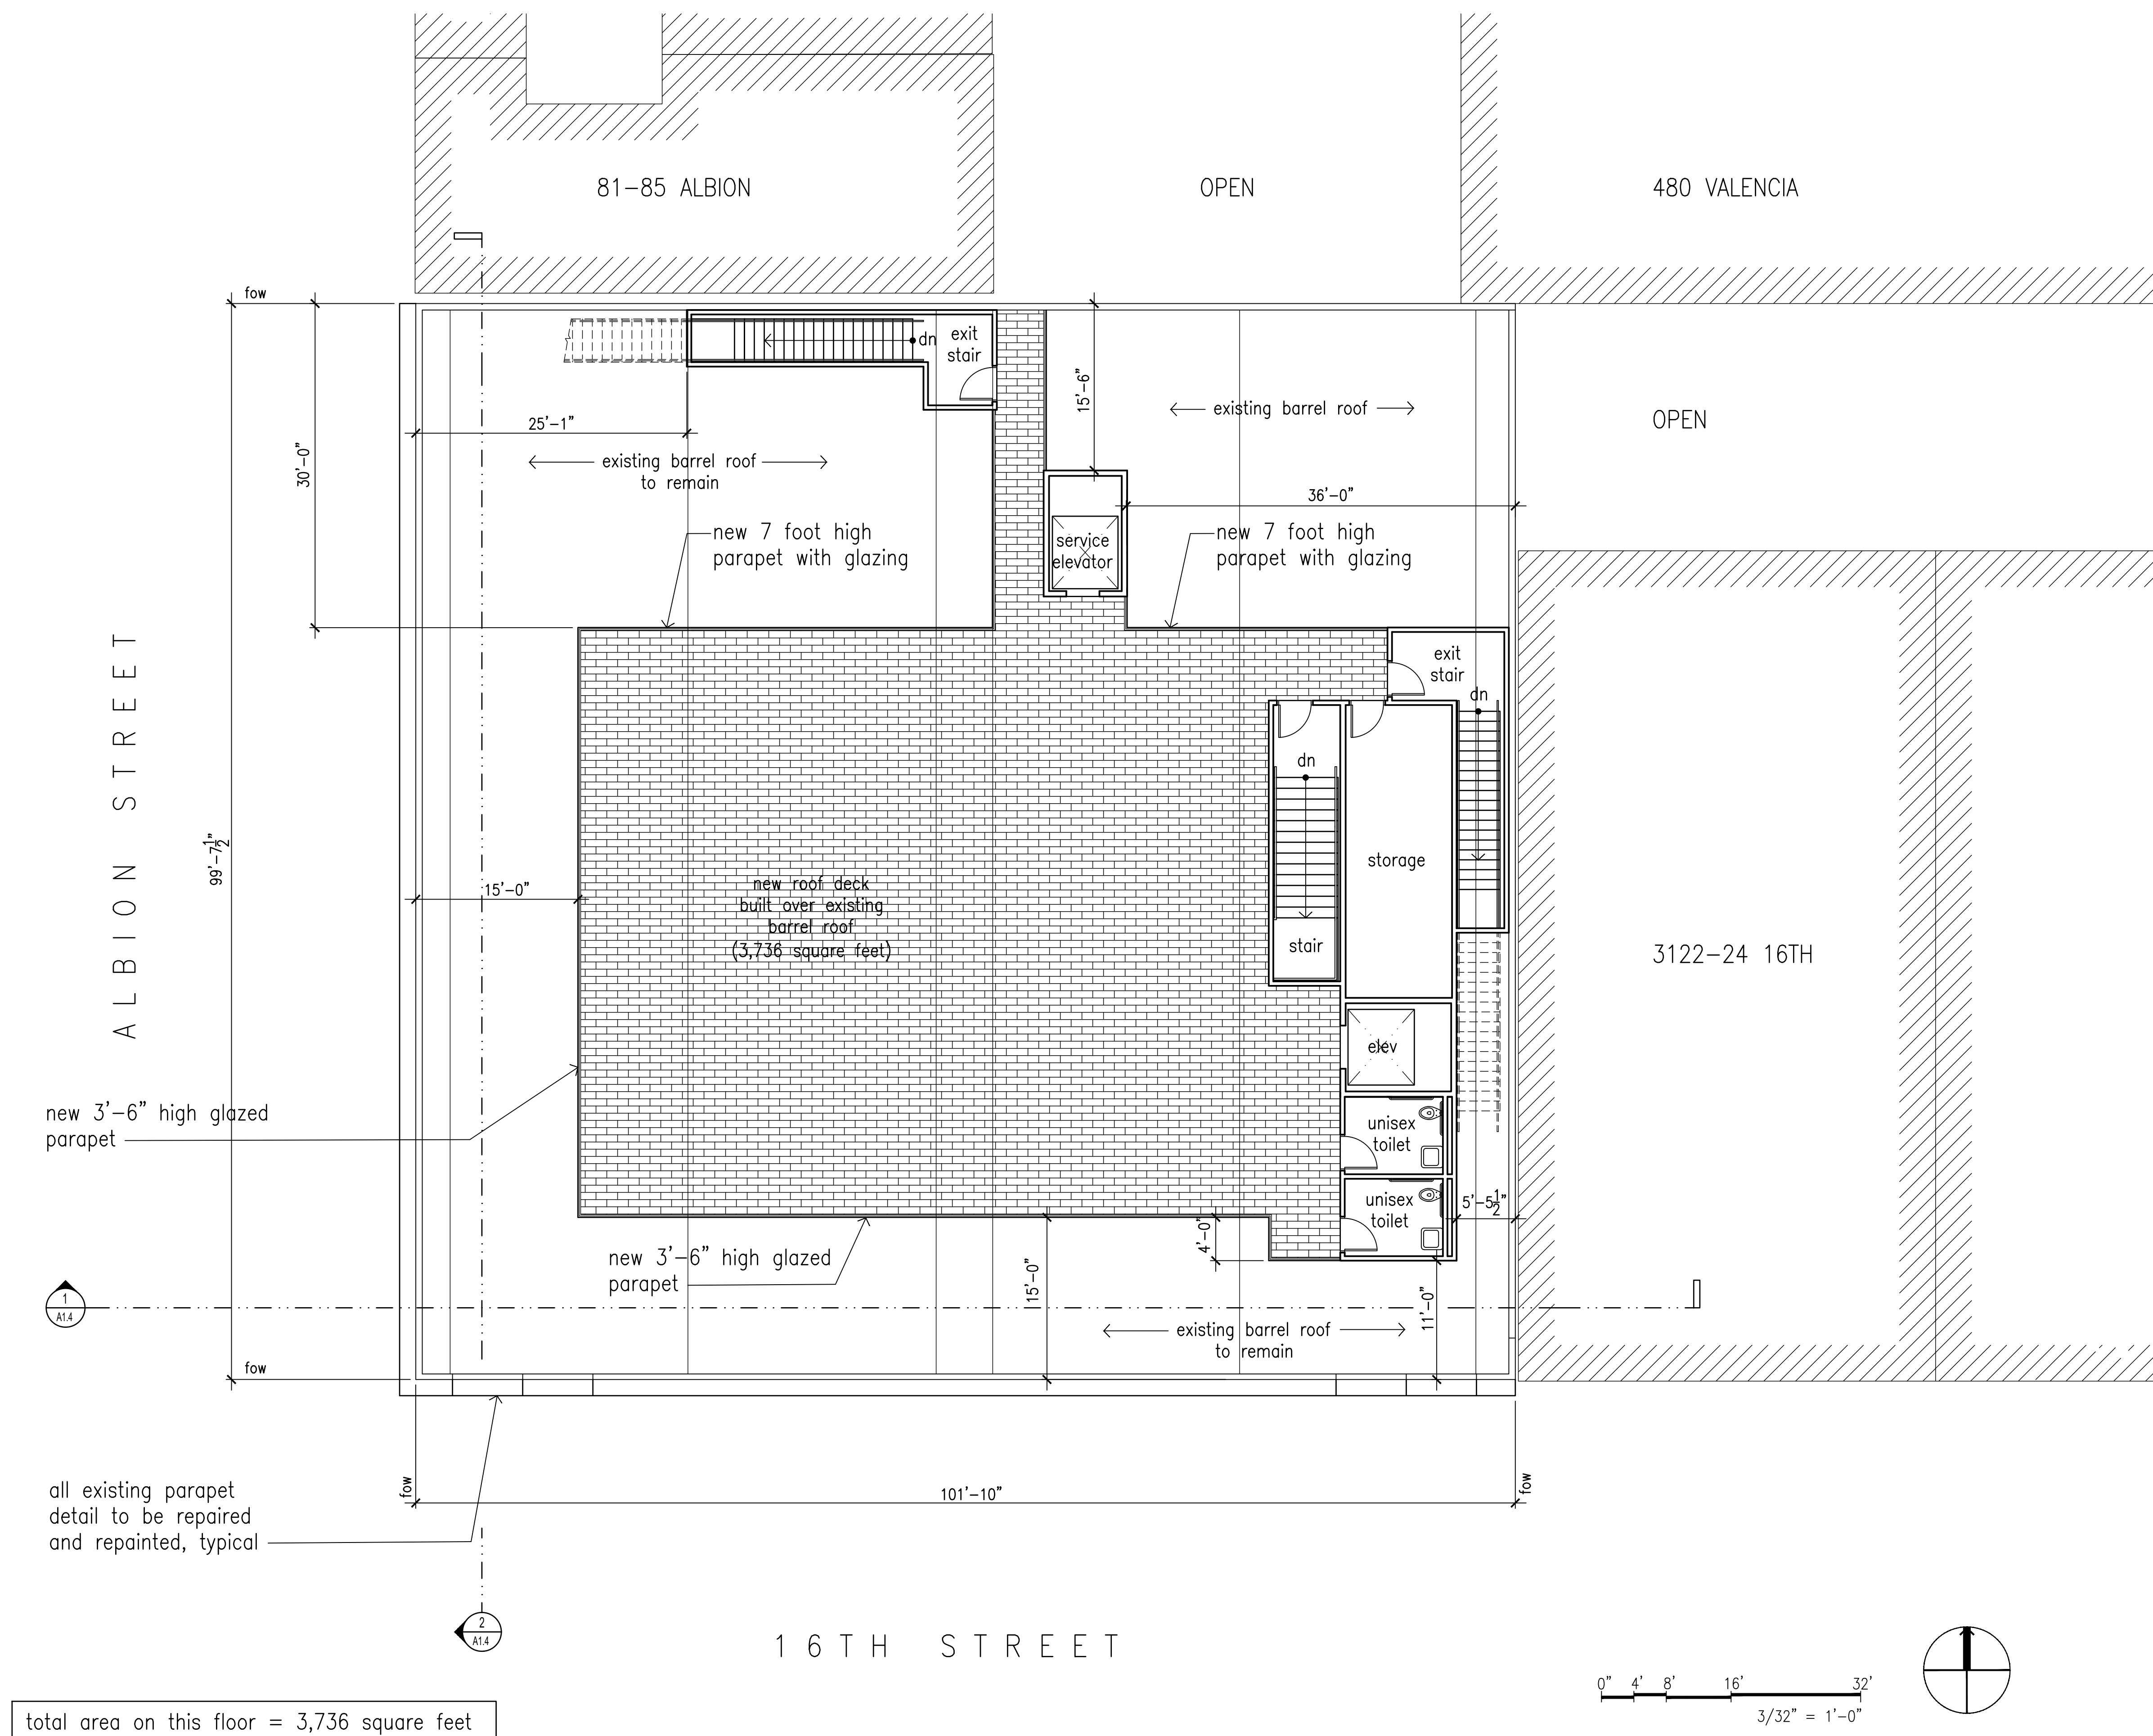 81-85 ALBION
OPEN
480 VALENCIA
fow
dn
exit
stair
15'-6"
existing barrel roof
OPEN
25'-1"
30'-0"
existing barrel roof
to remain
36'-0"
new 7 foot high
parapet with glazing
service
elevator
new 7 foot high
parapet with glazing
exit
stair
dn
ALBION STREET
99'-7 1/2"
dn
storage
15'-0"
new roof deck
built over existing
barrel roof
(3,736 square feet)
stair
3122-24 16TH
elev
new 3'-6" high glazed
parapet
unisex
toilet
unisex
toilet
5'-5 1/2"
4'-0"
new 3'-6" high glazed
parapet
15'-0"
11'-0"
1
A1.4
existing barrel roof
to remain
fow
fow
101'-10"
fow
all existing parapet
detail to be repaired
and repainted, typical
2
A1.4
16TH STREET
0" 4' 8' 16' 32'
3/32" = 1'-0"
total area on this floor = 3,736 square feet